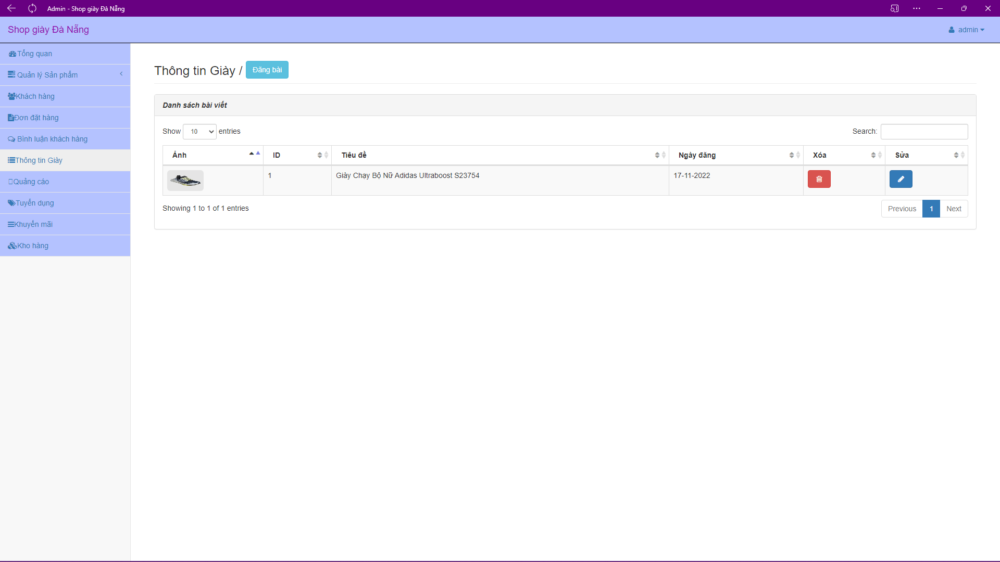 Admin - Shop giày Đà Nẵng
Shop giày Đà Nẵng
admin
Tổng quan
Quản lý Sản phẩm
Khách hàng
Đơn đặt hàng
Bình luận khách hàng
Thông tin Giày
Quảng cáo
Tuyển dụng
Khuyến mãi
Kho hàng
Thông tin Giày / Đăng bài
Danh sách bài viết
Show 10 entries
Search:
Ảnh ID Tiêu đề Ngày đăng Xóa Sửa
1 Giày Chạy Bộ Nữ Adidas Ultraboost S23754 17-11-2022
Showing 1 to 1 of 1 entries
Previous 1 Next